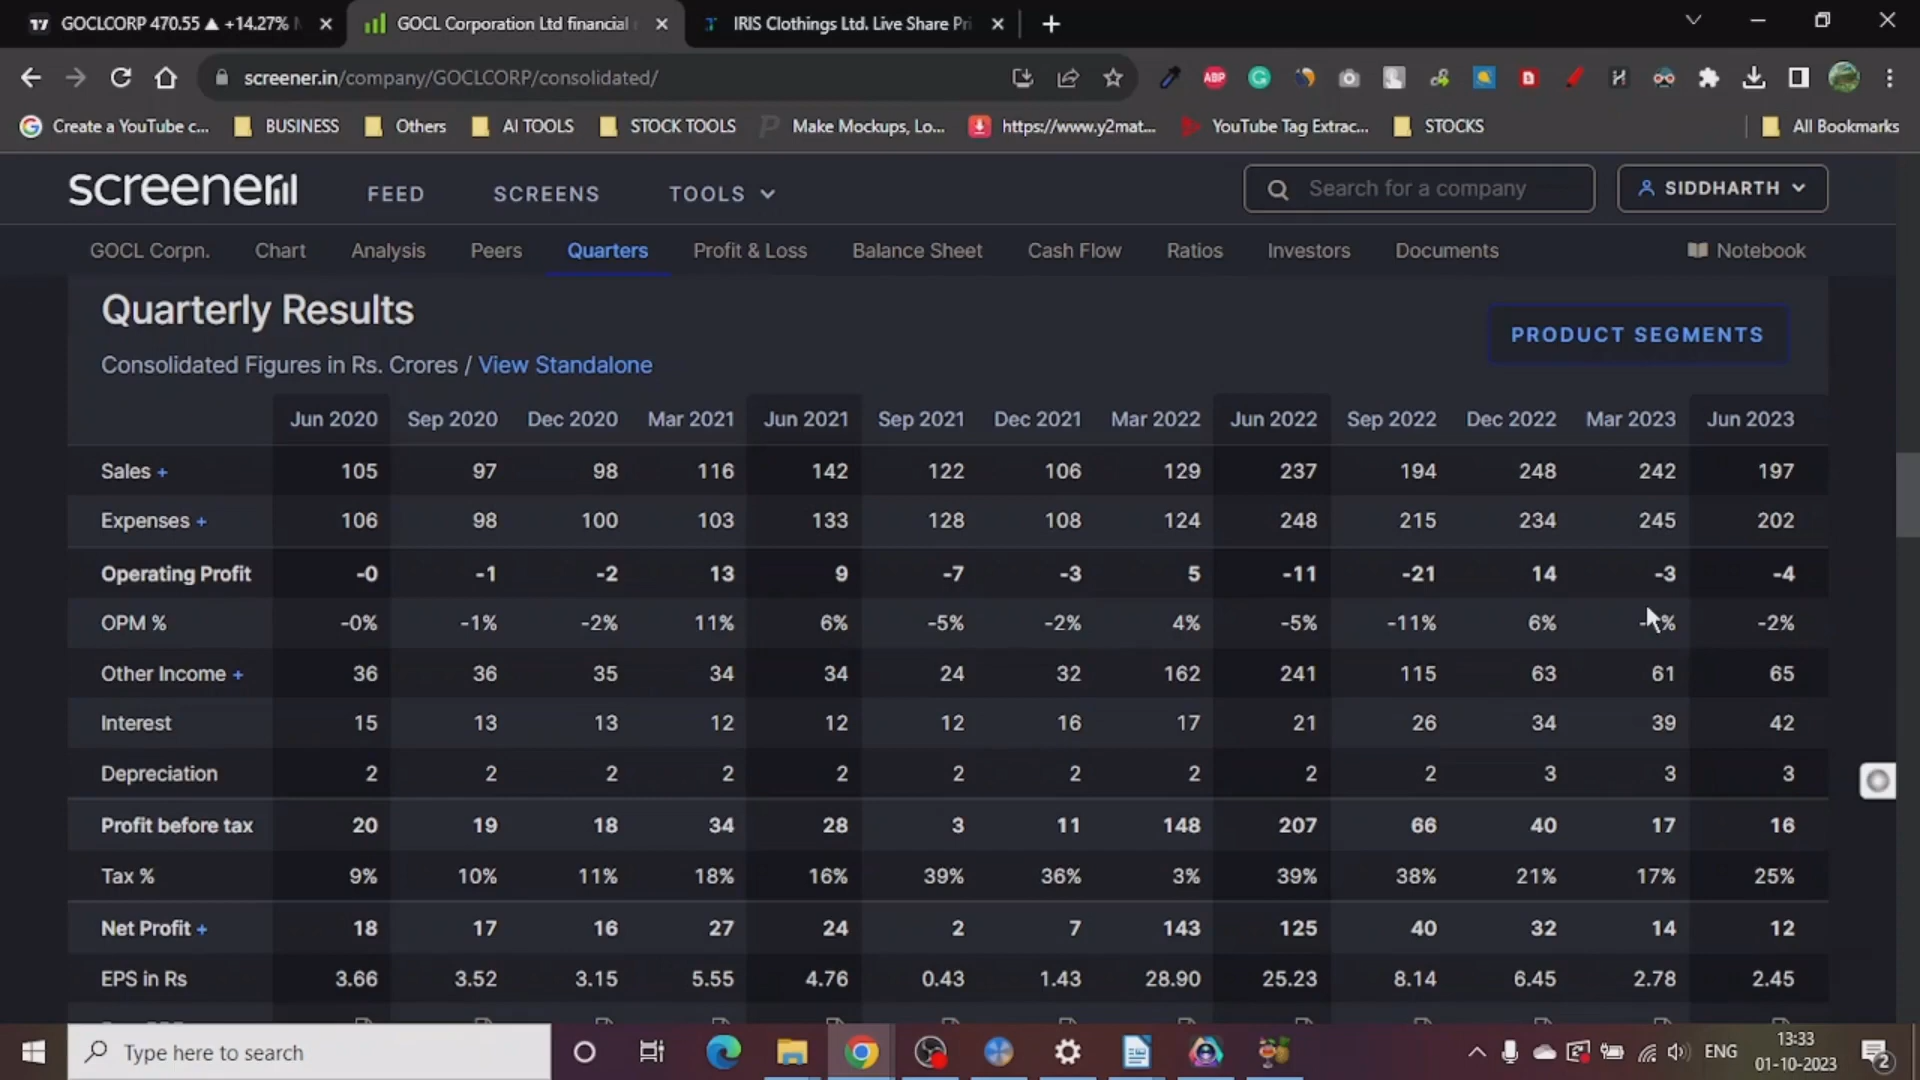 GOCLCORP 470.55 ▲ +14.27%
GOCL Corporation Ltd financial
IRIS Clothings Ltd. Live Share Pri
screener.in/company/GOCLCORP/consolidated/
Create a YouTube c... BUSINESS Others AI TOOLS STOCK TOOLS Make Mockups, Lo... https://www.y2mat... YouTube Tag Extrac... STOCKS All Bookmarks
screener FEED SCREENS TOOLS Search for a company SIDDHARTH
GOCL Corpn. Chart Analysis Peers Quarters Profit & Loss Balance Sheet Cash Flow Ratios Investors Documents Notebook
Quarterly Results
PRODUCT SEGMENTS
Consolidated Figures in Rs. Crores / View Standalone
Jun 2020 Sep 2020 Dec 2020 Mar 2021 Jun 2021 Sep 2021 Dec 2021 Mar 2022 Jun 2022 Sep 2022 Dec 2022 Mar 2023 Jun 2023
Sales + 105 97 98 116 142 122 106 129 237 194 248 242 197
Expenses + 106 98 100 103 133 128 108 124 248 215 234 245 202
Operating Profit -0 -1 -2 13 9 -7 -3 5 -11 -21 14 -3 -4
OPM % -0% -1% -2% 11% 6% -5% -2% 4% -5% -11% 6% -2%
Other Income + 36 36 35 34 34 24 32 162 241 115 63 61 65
Interest 15 13 13 12 12 12 16 17 21 26 34 39 42
Depreciation 2 2 2 2 2 2 2 2 2 2 3 3 3
Profit before tax 20 19 18 34 28 3 11 148 207 66 40 17 16
Tax % 9% 10% 11% 18% 16% 39% 36% 3% 39% 38% 21% 17% 25%
Net Profit + 18 17 16 27 24 2 7 143 125 40 32 14 12
EPS in Rs 3.66 3.52 3.15 5.55 4.76 0.43 1.43 28.90 25.23 8.14 6.45 2.78 2.45
Type here to search
ENG
13:33
01-10-2023
2